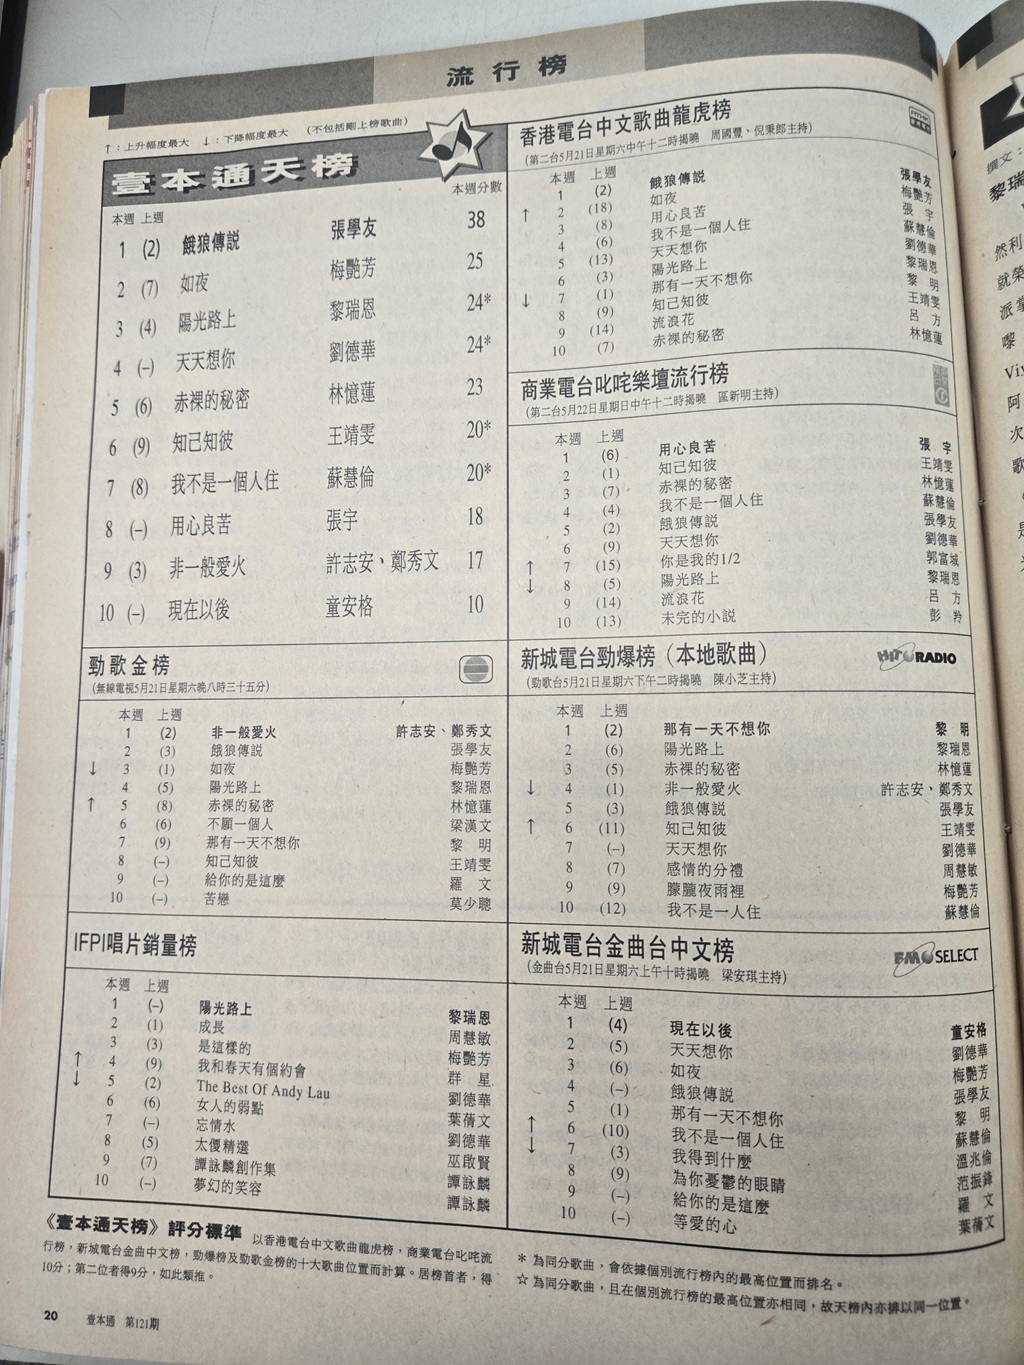 流行榜
↑：上升幅度最大 ↓：下降幅度最大 （不包括剛上榜歌曲）
壹本通天榜
本週 上週 本週分數
1 (2) 餓狼傳説 張學友 38
2 (7) 如夜 梅艷芳 25
3 (4) 陽光路上 黎瑞恩 24*
4 (–) 天天想你 劉德華 24*
5 (6) 赤裸的秘密 林憶蓮 23
6 (9) 知己知彼 王靖雯 20*
7 (8) 我不是一個人住 蘇慧倫 20*
8 (–) 用心良苦 張宇 18
9 (3) 非一般愛火 許志安、鄭秀文 17
10 (–) 現在以後 童安格 10
香港電台中文歌曲龍虎榜
（第二台5月21日星期六中午十二時揭曉 周國豐、倪秉郎主持）
本週 上週
1 (2) 餓狼傳說 張學友
↑ 2 (18) 如夜 梅艷芳
3 (8) 用心良苦 張宇
4 (6) 我不是一個人住 蘇慧倫
5 (13) 天天想你 劉德華
6 (3) 陽光路上 黎瑞恩
↓ 7 (1) 那有一天不想你 黎明
8 (9) 知己知彼 王靖雯
9 (14) 流浪花 呂方
10 (7) 赤裸的秘密 林憶蓮
商業電台叱咤樂壇流行榜
（第二台5月22日星期日中午十二時揭曉 區新明主持）
本週 上週
1 (6) 用心良苦 張宇
2 (1) 知己知彼 王靖雯
3 (7) 赤裸的秘密 林憶蓮
4 (4) 我不是一個人住 蘇慧倫
5 (2) 餓狼傳說 張學友
6 (9) 天天想你 劉德華
↑ 7 (15) 你是我的1/2 郭富城
↓ 8 (5) 陽光路上 黎瑞恩
9 (14) 流浪花 呂方
10 (13) 未完的小説 彭羚
勁歌金榜
（無線電視5月21日星期六晚八時三十五分）
本週 上週
1 (2) 非一般愛火 許志安、鄭秀文
2 (3) 餓狼傳説 張學友
↓ 3 (1) 如夜 梅艷芳
4 (5) 陽光路上 黎瑞恩
↑ 5 (8) 赤裸的秘密 林憶蓮
6 (6) 不願一個人 梁漢文
7 (9) 那有一天不想你 黎明
8 (–) 知己知彼 王靖雯
9 (–) 給你的是這麼 羅文
10 (–) 苦戀 莫少聰
新城電台勁爆榜（本地歌曲）
HIT RADIO
（勁歌台5月21日星期六下午二時揭曉 陳小芝主持）
本週 上週
1 (2) 那有一天不想你 黎明
2 (6) 陽光路上 黎瑞恩
3 (5) 赤裸的秘密 林憶蓮
↓ 4 (1) 非一般愛火 許志安、鄭秀文
5 (3) 餓狼傳説 張學友
↑ 6 (11) 知己知彼 王靖雯
7 (–) 天天想你 劉德華
8 (7) 感情的分禮 周慧敏
9 (9) 朦朧夜雨裡 梅艷芳
10 (12) 我不是一人住 蘇慧倫
IFPI唱片銷量榜
本週 上週
1 (–) 陽光路上 黎瑞恩
2 (1) 成長 周慧敏
3 (3) 是這樣的 梅艷芳
↑ 4 (9) 我和春天有個約會 群星
↓ 5 (2) The Best Of Andy Lau 劉德華
6 (6) 女人的弱點 葉蒨文
7 (–) 忘情水 劉德華
8 (5) 太傻精選 巫啟賢
9 (7) 譚詠麟創作集 譚詠麟
10 (–) 夢幻的笑容 譚詠麟
新城電台金曲台中文榜
FM SELECT
（金曲台5月21日星期六上午十時揭曉 梁安琪主持）
本週 上週
1 (4) 現在以後 童安格
2 (5) 天天想你 劉德華
3 (6) 如夜 梅艷芳
4 (–) 餓狼傳說 張學友
5 (1) 那有一天不想你 黎明
↑ 6 (10) 我不是一個人住 蘇慧倫
↓ 7 (3) 我得到什麼 溫兆倫
8 (9) 為你憂鬱的眼睛 范振鋒
9 (–) 給你的是這麼 羅文
10 (–) 等愛的心 葉蒨文
《壹本通天榜》評分標準 以香港電台中文歌曲龍虎榜，商業電台叱咤流
行榜，新城電台金曲中文榜，勁爆榜及勁歌金榜的十大歌曲位置而計算。居榜首者，得
10分；第二位者得9分，如此類推。
* 為同分歌曲，會依據個別流行榜內的最高位置而排名。
☆ 為同分歌曲，且在個別流行榜的最高位置亦相同，故天榜內亦排以同一位置。
20 壹本通 第121期